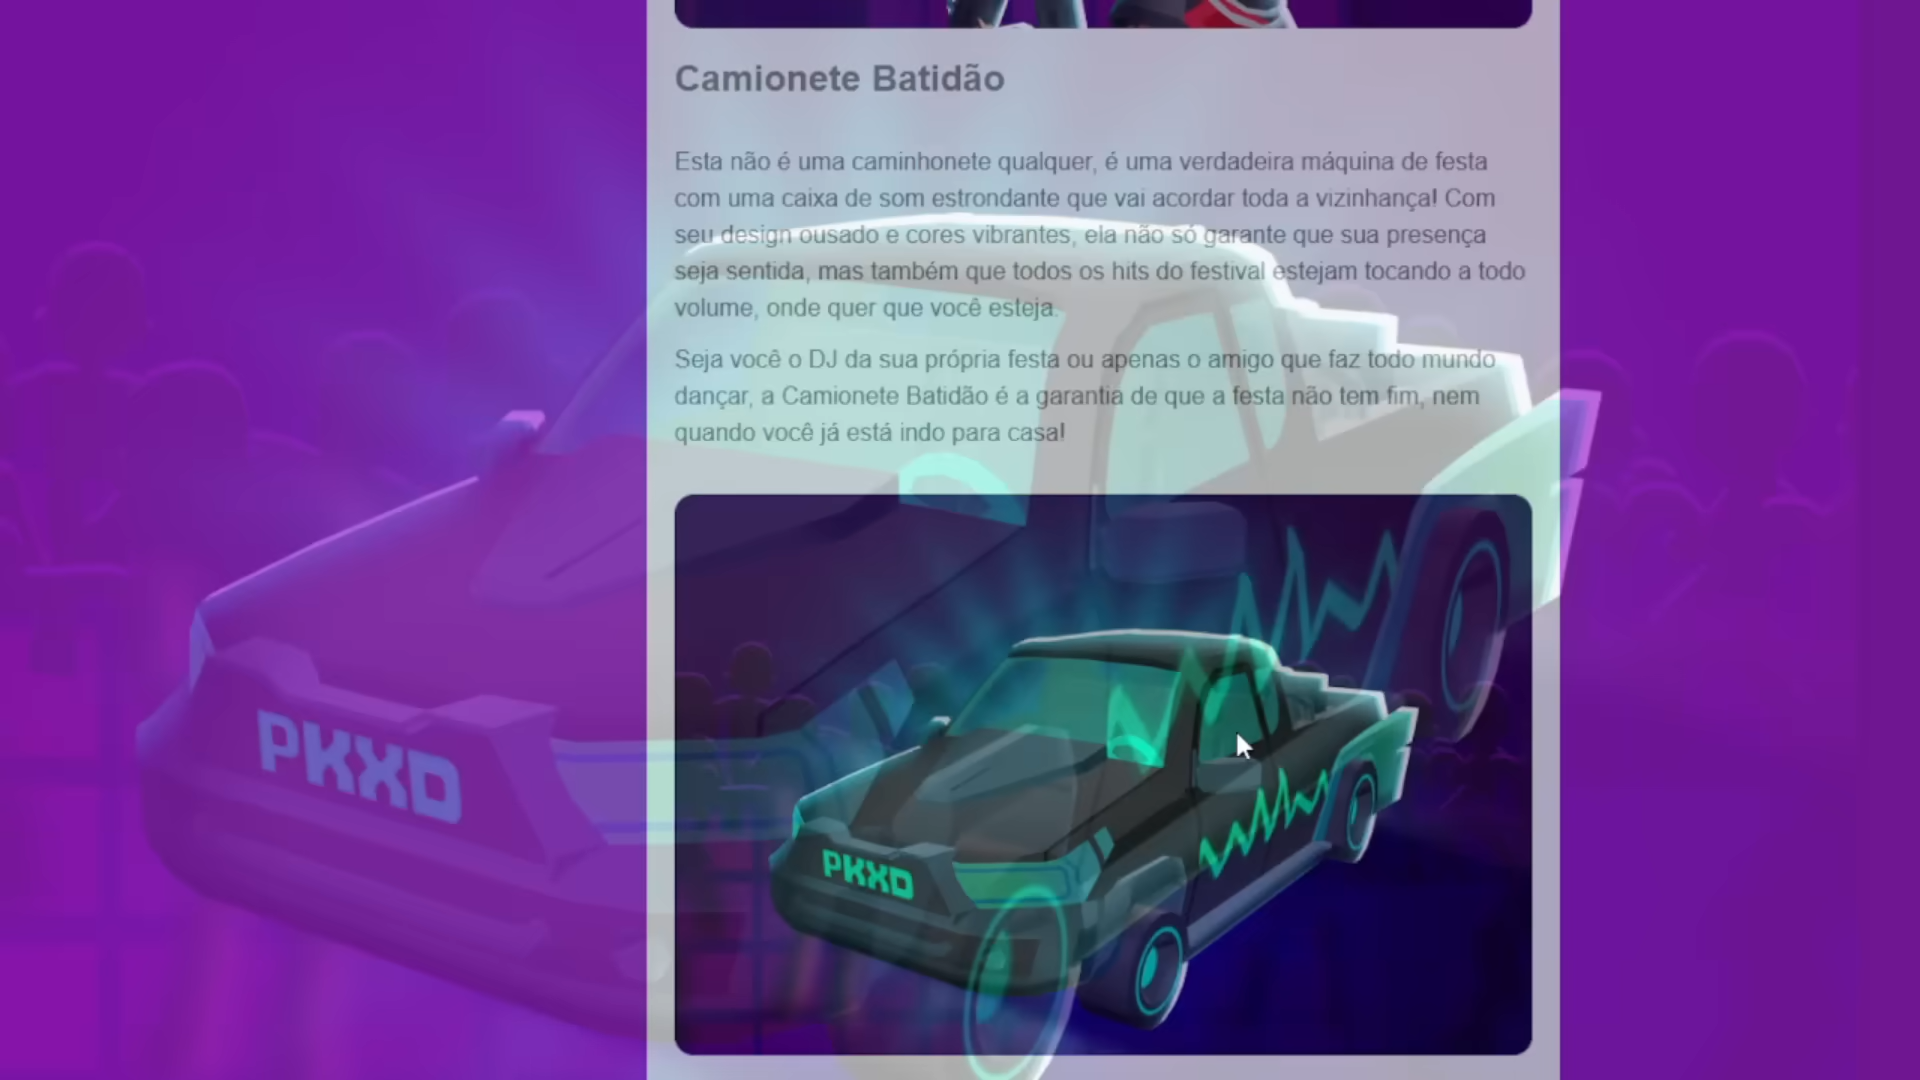 Camionete Batidão
Esta não é uma caminhonete qualquer, é uma verdadeira máquina de festa
com uma caixa de som estrondante que vai acordar toda a vizinhança! Com
seu design ousado e cores vibrantes, ela não só garante que sua presença
seja sentida, mas também que todos os hits do festival estejam tocando a todo
volume, onde quer que você esteja.
Seja você o DJ da sua própria festa ou apenas o amigo que faz todo mundo
dançar, a Camionete Batidão é a garantia de que a festa não tem fim, nem
quando você já está indo para casa!
PKXD
PKXD